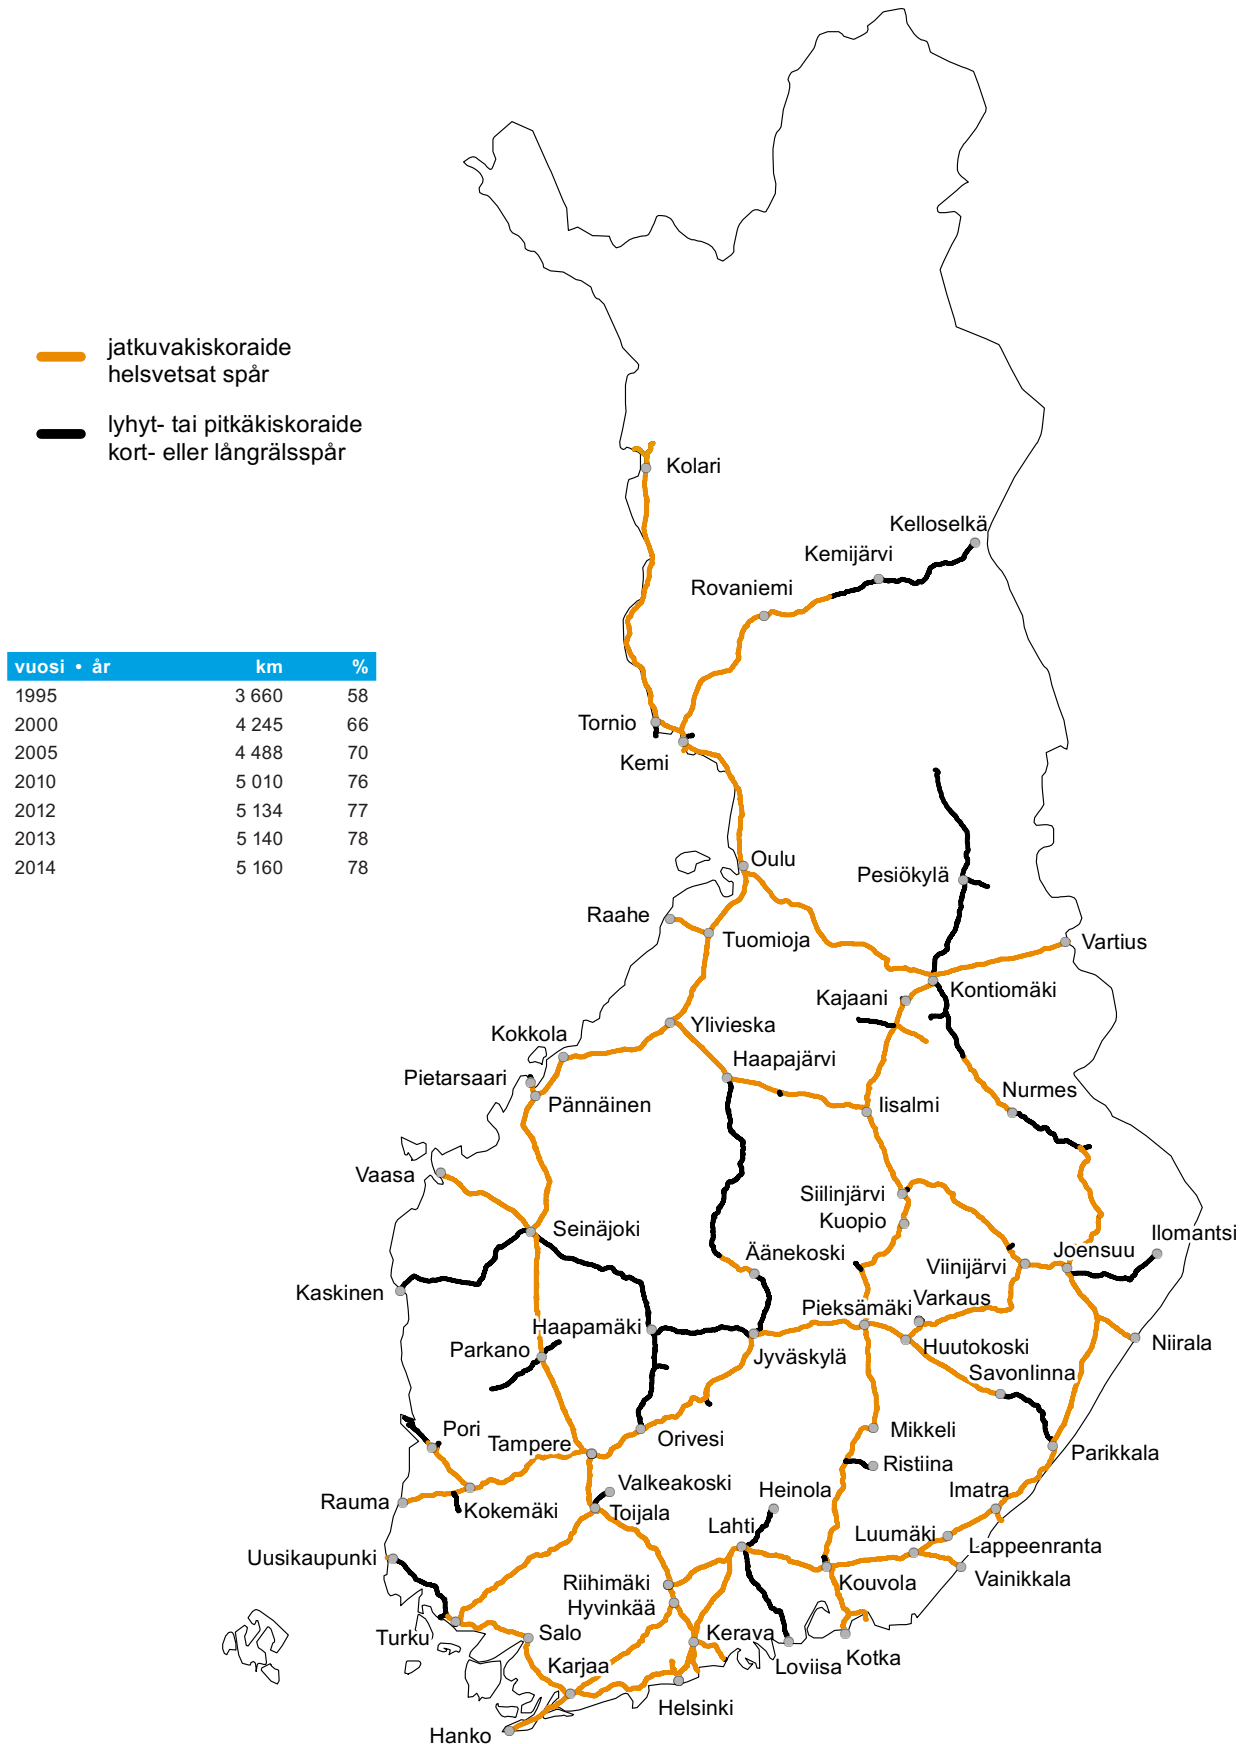 jatkuvakiskoraide
helsvetsat spår
lyhyt- tai pitkäkiskoraide
kort- eller långrälsspår
Kolari
Kelloselkä
Kemijärvi
Rovaniemi
vuosi • år km %
1995 3 660 58
2000 4 245 66
2005 4 488 70
2010 5 010 76
2012 5 134 77
2013 5 140 78
2014 5 160 78
Tornio
Kemi
Oulu
Pesiökylä
Raahe
Tuomioja
Vartius
Kajaani
Kontiomäki
Ylivieska
Kokkola
Haapajärvi
Pietarsaari
Pännäinen
Iisalmi
Nurmes
Vaasa
Siilinjärvi
Kuopio
Seinäjoki
Ilomantsi
Äänekoski
Joensuu
Viinijärvi
Kaskinen
Varkaus
Pieksämäki
Haapamäki
Niirala
Parkano
Jyväskylä
Huutokoski
Savonlinna
Pori
Tampere
Orivesi
Mikkeli
Parikkala
Ristiina
Valkeakoski
Heinola
Imatra
Rauma
Kokemäki
Toijala
Lahti
Luumäki
Lappeenranta
Uusikaupunki
Riihimäki
Kouvola
Vainikkala
Hyvinkää
Turku
Salo
Kerava
Karjaa
Loviisa
Kotka
Helsinki
Hanko